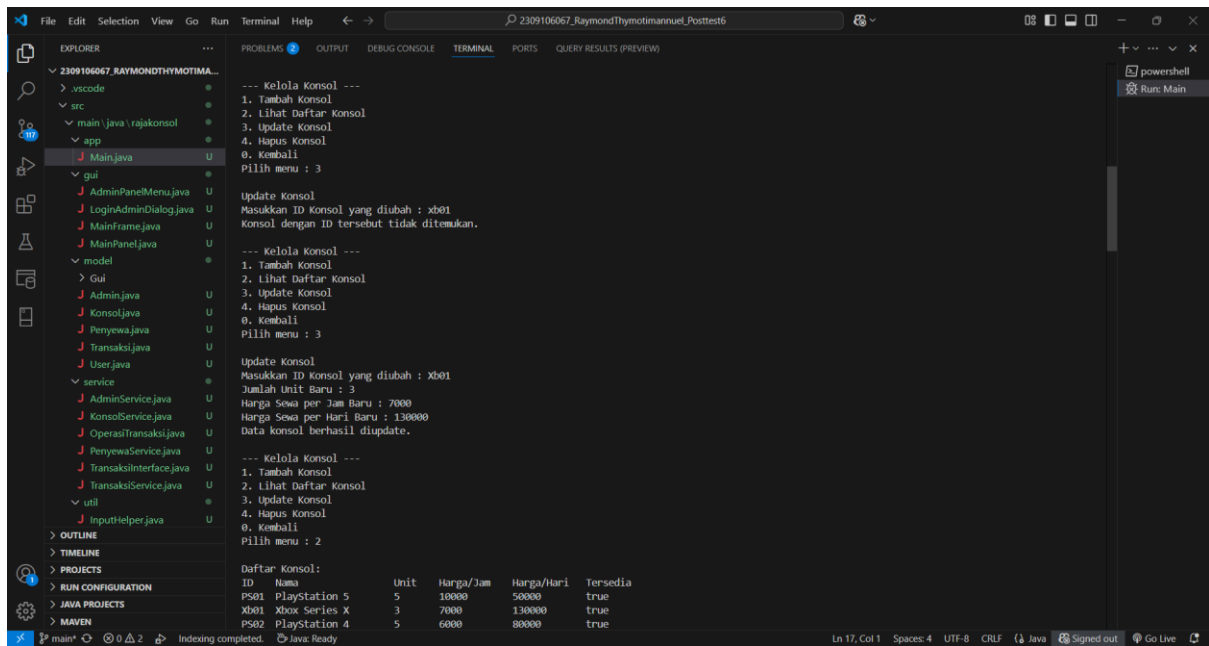 File Edit Selection View Go Run Terminal Help
2309106067_RaymondThymotimannuel_Posttest6
EXPLORER
2309106067_RAYMONDTHYMOTIMA...
.vscode
src
main\java\rajakonsol
app
Main.java U
gui
AdminPanelMenu.java U
LoginAdminDialog.java U
MainFrame.java U
MainPanel.java U
model
Gui
Admin.java U
Konsol.java U
Penyewa.java U
Transaksi.java U
User.java U
service
AdminService.java U
KonsolService.java U
OperasiTransaksi.java U
PenyewaService.java U
TransaksiInterface.java U
TransaksiService.java U
util
InputHelper.java U
OUTLINE
TIMELINE
PROJECTS
RUN CONFIGURATION
JAVA PROJECTS
MAVEN
117
1
PROBLEMS 2 OUTPUT DEBUG CONSOLE TERMINAL PORTS QUERY RESULTS (PREVIEW)
--- Kelola Konsol ---
1. Tambah Konsol
2. Lihat Daftar Konsol
3. Update Konsol
4. Hapus Konsol
0. Kembali
Pilih menu : 3
Update Konsol
Masukkan ID Konsol yang diubah : xb01
Konsol dengan ID tersebut tidak ditemukan.
--- Kelola Konsol ---
1. Tambah Konsol
2. Lihat Daftar Konsol
3. Update Konsol
4. Hapus Konsol
0. Kembali
Pilih menu : 3
Update Konsol
Masukkan ID Konsol yang diubah : Xb01
Jumlah Unit Baru : 3
Harga Sewa per Jam Baru : 7000
Harga Sewa per Hari Baru : 130000
Data konsol berhasil diupdate.
--- Kelola Konsol ---
1. Tambah Konsol
2. Lihat Daftar Konsol
3. Update Konsol
4. Hapus Konsol
0. Kembali
Pilih menu : 2
Daftar Konsol:
ID Nama Unit Harga/Jam Harga/Hari Tersedia
PS01 PlayStation 5 5 10000 50000 true
Xb01 Xbox Series X 3 7000 130000 true
PS02 PlayStation 4 5 6000 80000 true
powershell
Run: Main
main* 0 2 Indexing completed. Java: Ready Ln 17, Col 1 Spaces: 4 UTF-8 CRLF Java Signed out Go Live